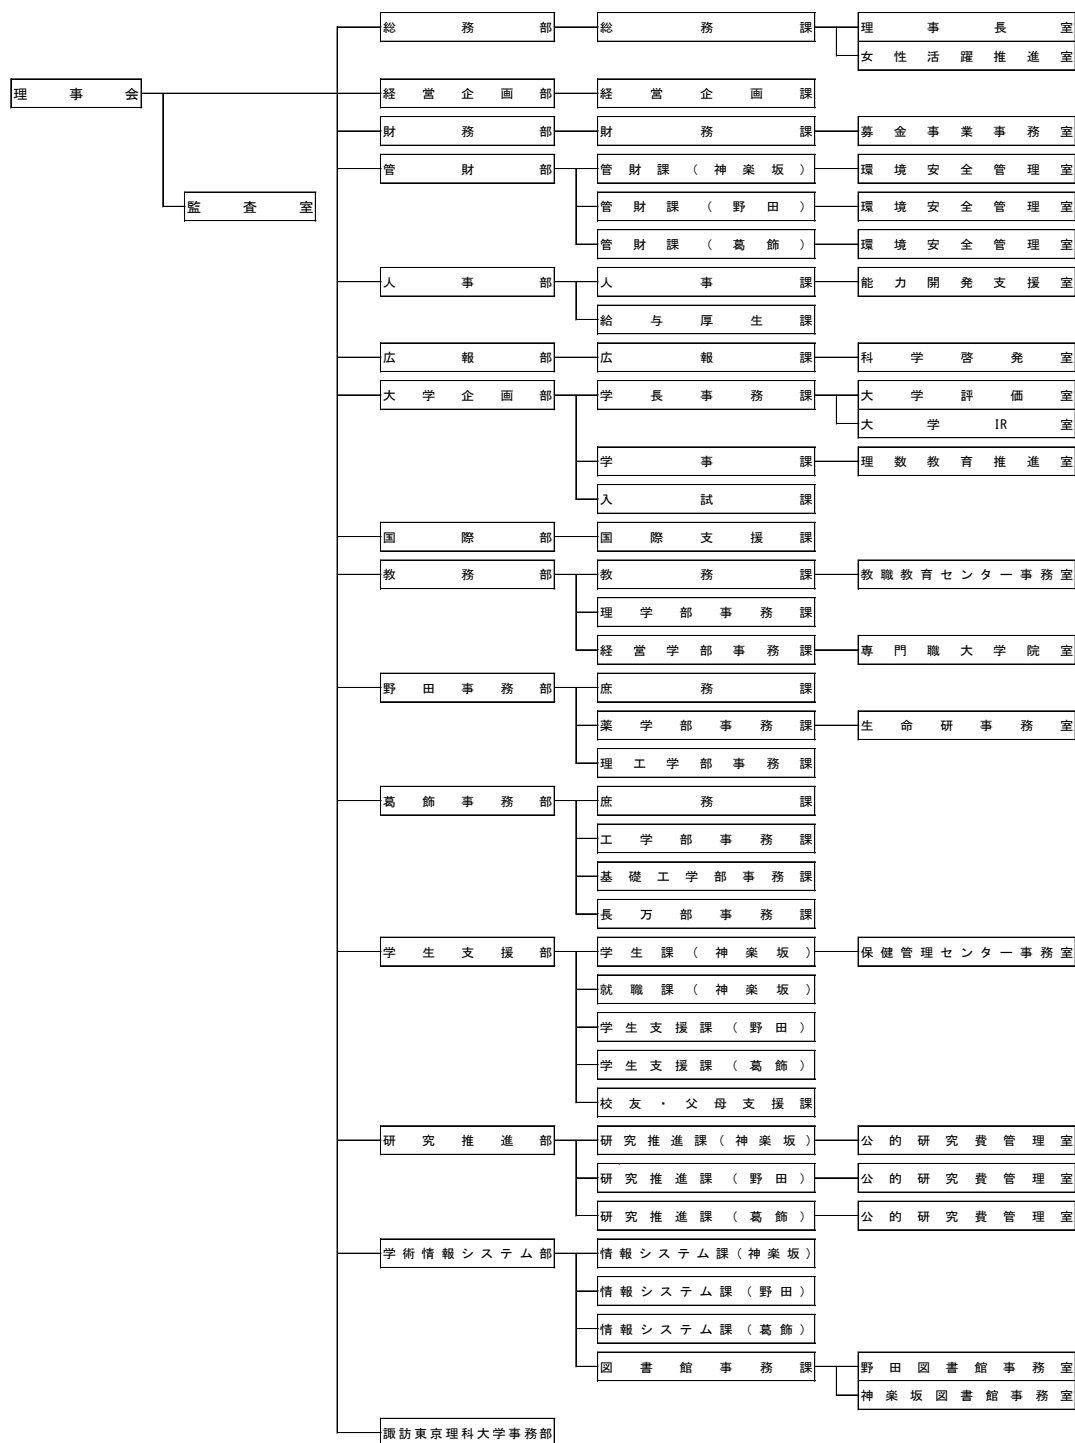 総務部 総務課 理事長室
女性活躍推進室
理事会 経営企画部 経営企画課
財務部 財務課 募金事業事務室
管財部 管財課（神楽坂） 環境安全管理室
監査室 管財課（野田） 環境安全管理室
管財課（葛飾） 環境安全管理室
人事部 人事課 能力開発支援室
給与厚生課
広報部 広報課 科学啓発室
大学企画部 学長事務課 大学評価室
大学IR室
学事課 理数教育推進室
入試課
国際部 国際支援課
教務部 教務課 教職教育センター事務室
理学部事務課
経営学部事務課 専門職大学院室
野田事務部 庶務課
薬学部事務課 生命研事務室
理工学部事務課
葛飾事務部 庶務課
工学部事務課
基礎工学部事務課
長万部事務課
学生支援部 学生課（神楽坂） 保健管理センター事務室
就職課（神楽坂）
学生支援課（野田）
学生支援課（葛飾）
校友・父母支援課
研究推進部 研究推進課（神楽坂） 公的研究費管理室
研究推進課（野田） 公的研究費管理室
研究推進課（葛飾） 公的研究費管理室
学術情報システム部 情報システム課（神楽坂）
情報システム課（野田）
情報システム課（葛飾）
図書館事務課 野田図書館事務室
神楽坂図書館事務室
諏訪東京理科大学事務部